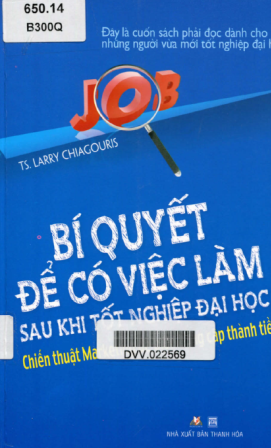 650.14
B300Q
Đây là cuốn sách phải đọc dành cho
những người vừa mới tốt nghiệp đại
JOB
TS. LARRY CHIAGOURIS
BÍ QUYẾT
ĐỂ CÓ VIỆC LÀM
SAU KHI TỐT NGHIỆP ĐẠI HỌC
Chiến thuật
DVV.022569
thành
NHÀ XUẤT BẢN THANH HÓA